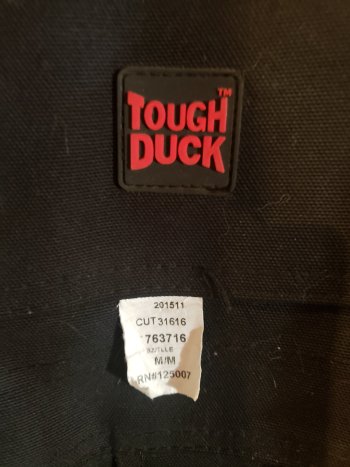 TOUGH™
DUCK
201511
CUT31616
763716
SZ/TLLE
M/M
RN#125007